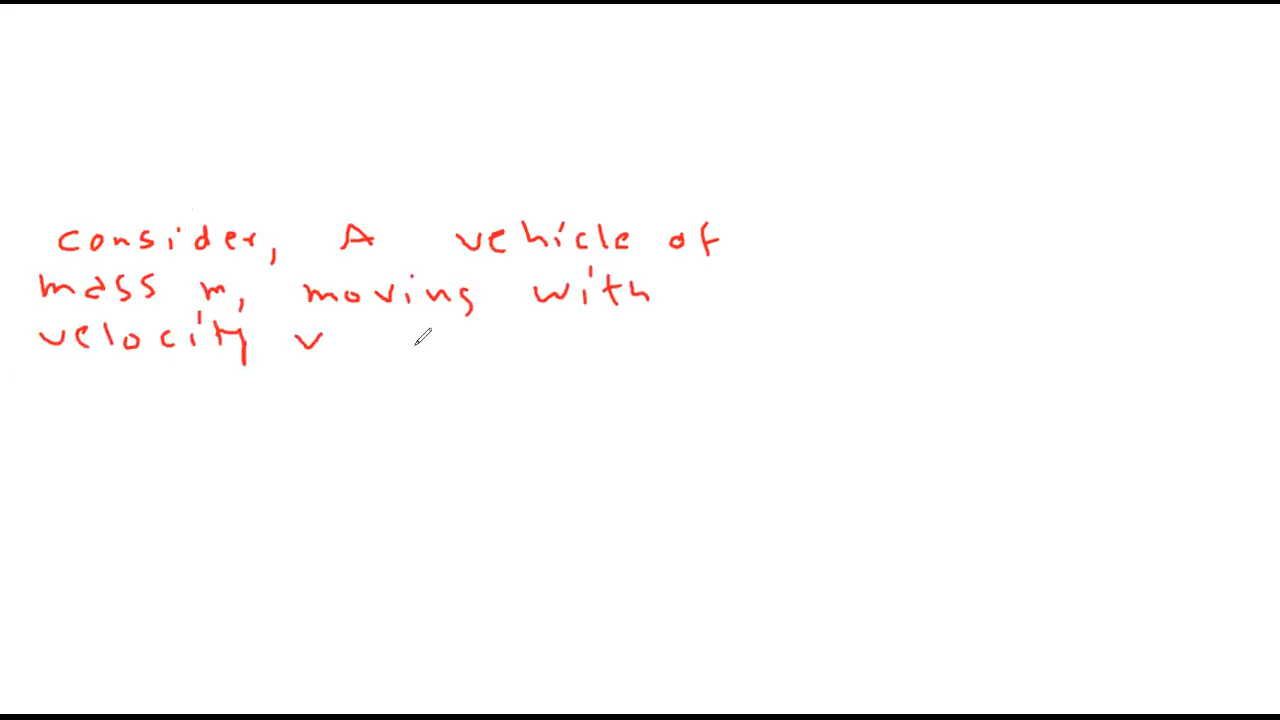 consider, A vehicle of
mass m, moving with
velocity v